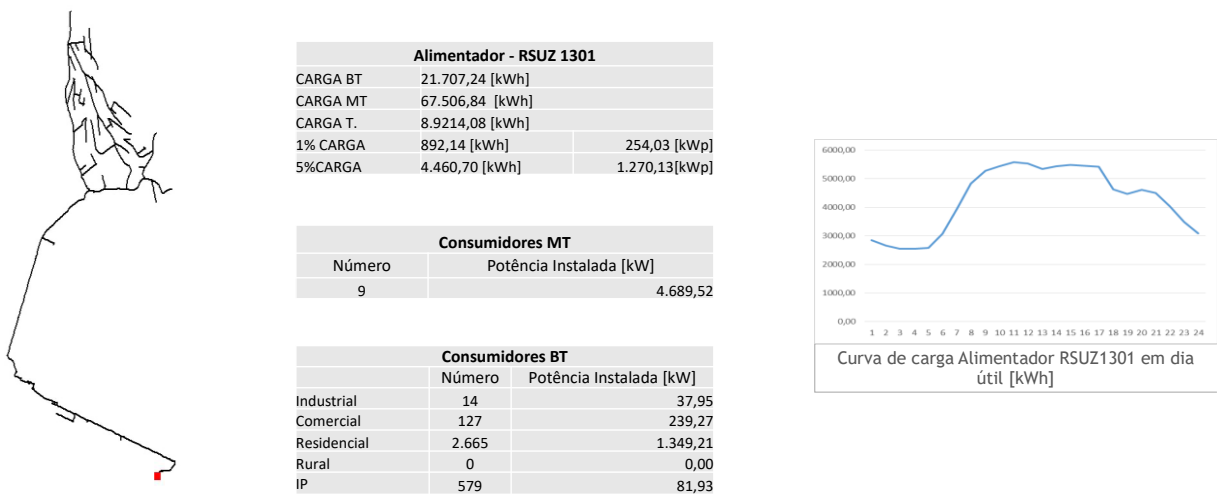 Alimentador - RSUZ 1301
CARGA BT 21.707,24 [kWh]
CARGA MT 67.506,84 [kWh]
CARGA T. 8.9214,08 [kWh]
1% CARGA 892,14 [kWh] 254,03 [kWp]
5%CARGA 4.460,70 [kWh] 1.270,13[kWp]
Consumidores MT
Número Potência Instalada [kW]
9 4.689,52
Consumidores BT
Número Potência Instalada [kW]
Industrial 14 37,95
Comercial 127 239,27
Residencial 2.665 1.349,21
Rural 0 0,00
IP 579 81,93
6000,00
5000,00
4000,00
3000,00
2000,00
1000,00
0,00
1 2 3 4 5 6 7 8 9 10 11 12 13 14 15 16 17 18 19 20 21 22 23 24
Curva de carga Alimentador RSUZ1301 em dia
útil [kWh]